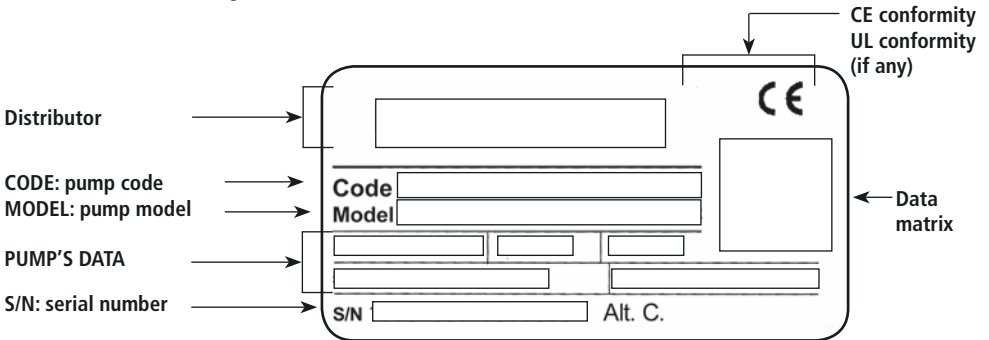 CE conformity
UL conformity
(if any)
CE
Distributor
CODE: pump code
Code
MODEL: pump model
Model
Data
matrix
PUMP'S DATA
S/N: serial number
S/N
Alt. C.